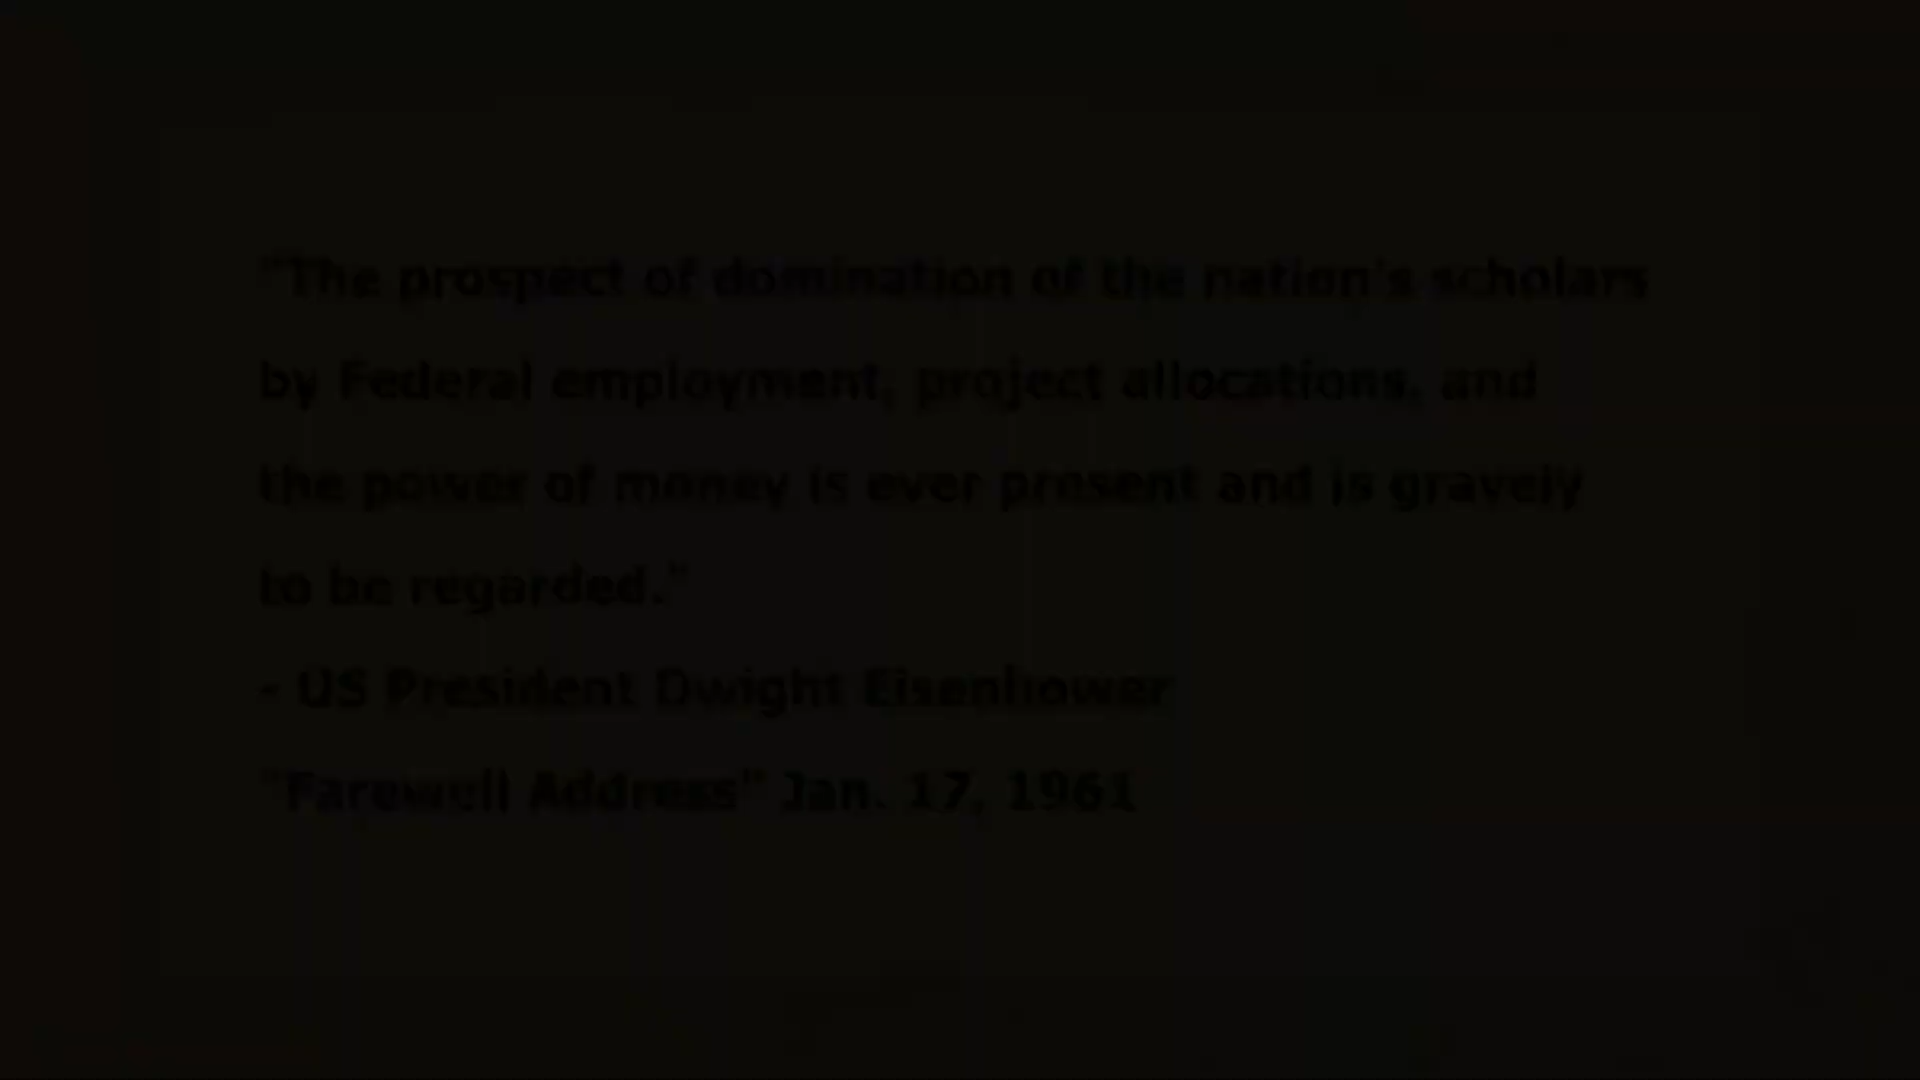 "The prospect of domination of the nation's scholars
by Federal employment, project allocations, and
the power of money is ever present and is gravely
to be regarded."
- US President Dwight Eisenhower
"Farewell Address" Jan. 17, 1961